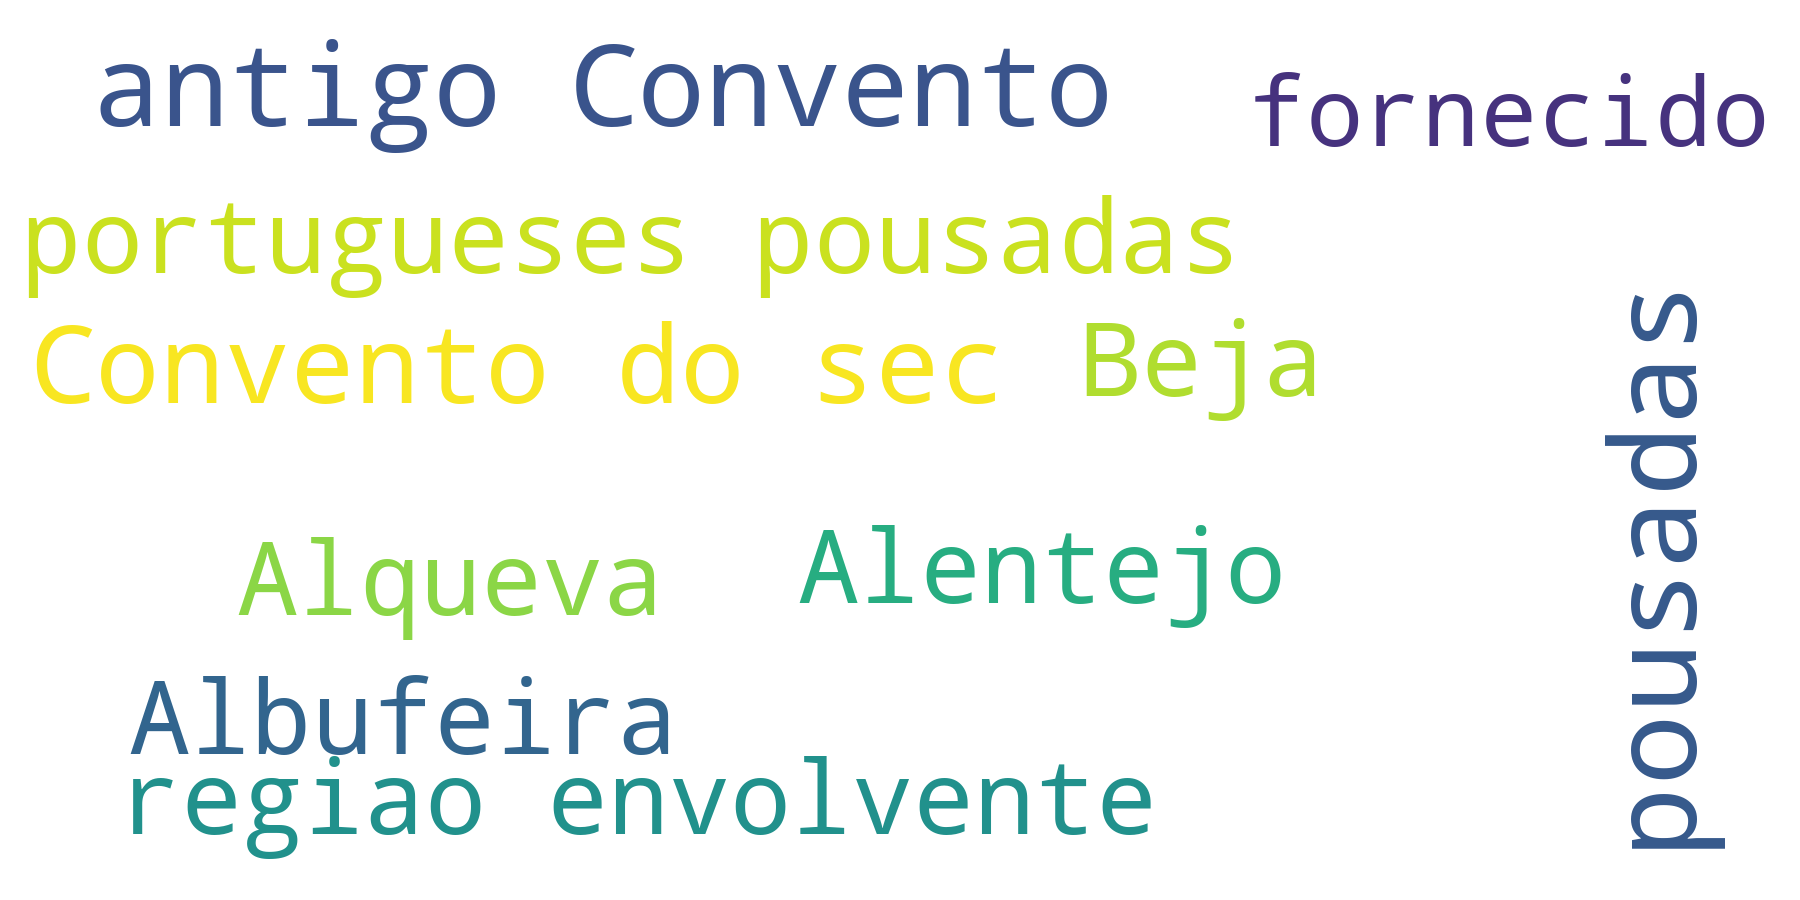 antigo Convento
fornecido
portugueses pousadas
Convento do sec
Beja
pousadas
Alqueva
Alentejo
Albufeira
regiao envolvente